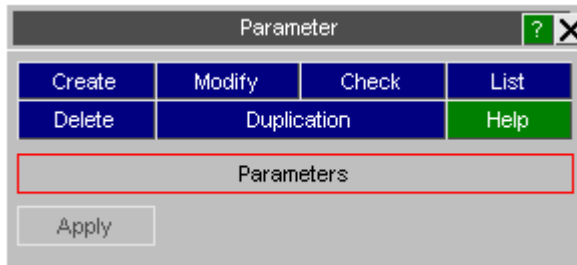 Parameter ? X
Create Modify Check List
Delete Duplication Help
Parameters
Apply